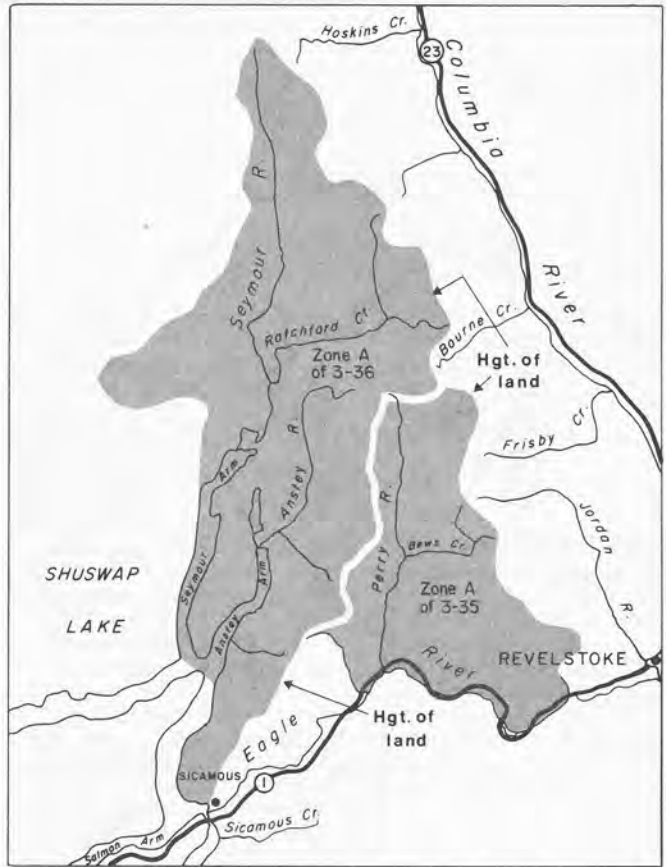 Hoskins Cr.
23
Columbia
River
Seymour R.
Ratchford Cr.
Zone A
of 3-36
Bourne Cr.
Hgt. of
land
Frisby Cr.
Anstey R.
Perry R.
Bews Cr.
Jordan R.
Seymour Arm
Anstey Arm
Zone A
of 3-35
SHUSWAP
LAKE
Eagle River
REVELSTOKE
Hgt. of
land
SICAMOUS
1
Sicamous Cr.
Salmon Arm